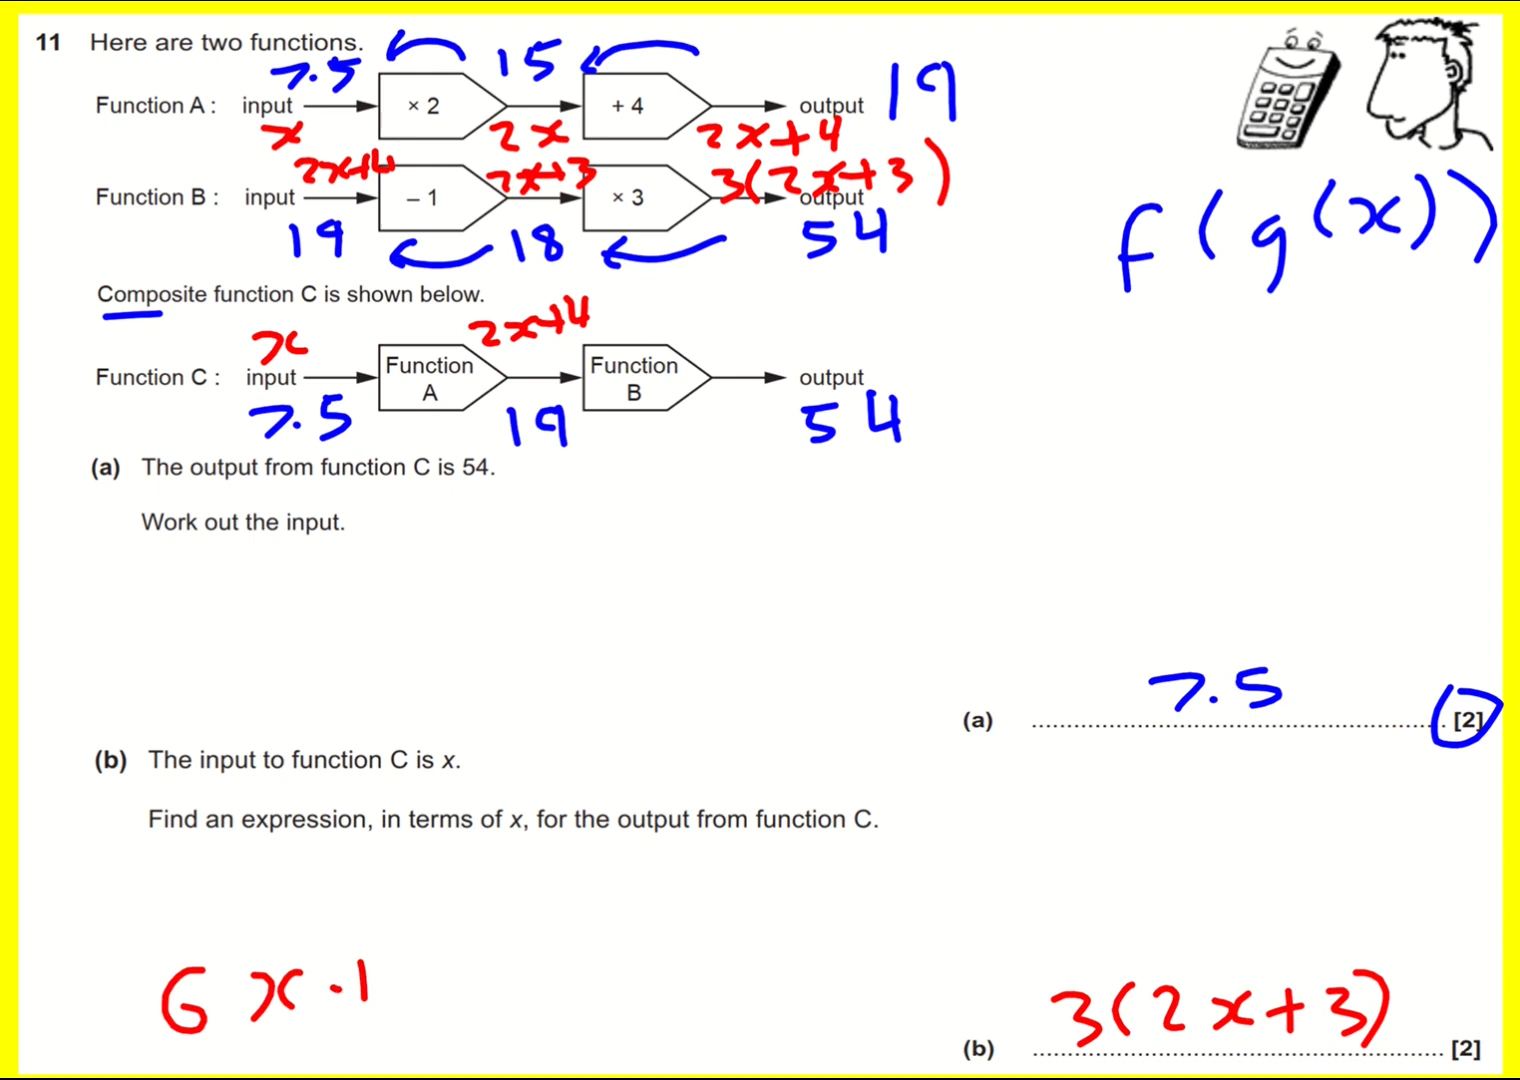 11 Here are two functions.
7.5 15
Function A : input × 2 + 4 output 19
x 2x 2x+4
2x+4 2x+3 3(2x+3)
Function B : input – 1 × 3 output
19 18 54
f(g(x))
Composite function C is shown below.
x 2x+4
Function C : input Function A Function B output
7.5 19 54
(a) The output from function C is 54.
Work out the input.
7.5
(a) ........................................................ [2]
(b) The input to function C is x.
Find an expression, in terms of x, for the output from function C.
6x·1
3(2x+3)
(b) ........................................................ [2]